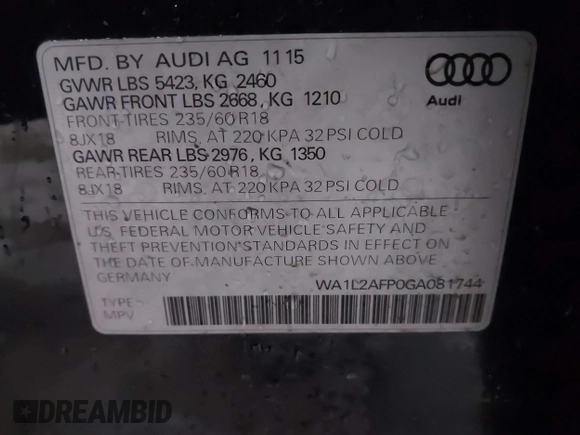 MFD. BY AUDI AG 1115
GVWR LBS 5423, KG 2460
GAWR FRONT LBS 2668, KG 1210
FRONT-TIRES 235/60 R18
8JX18 RIMS, AT 220 KPA 32 PSI COLD
GAWR REAR LBS 2976, KG 1350
REAR-TIRES 235/60 R18
8JX18 RIMS, AT 220 KPA 32 PSI COLD
Audi
THIS VEHICLE CONFORMS TO ALL APPLICABLE
U.S. FEDERAL MOTOR VEHICLE SAFETY AND
THEFT PREVENTION STANDARDS IN EFFECT ON
THE DATE OF MANUFACTURE SHOWN ABOVE
GERMANY
WA1L2AFP0GA081744
TYPE
MPV
DREAMBID